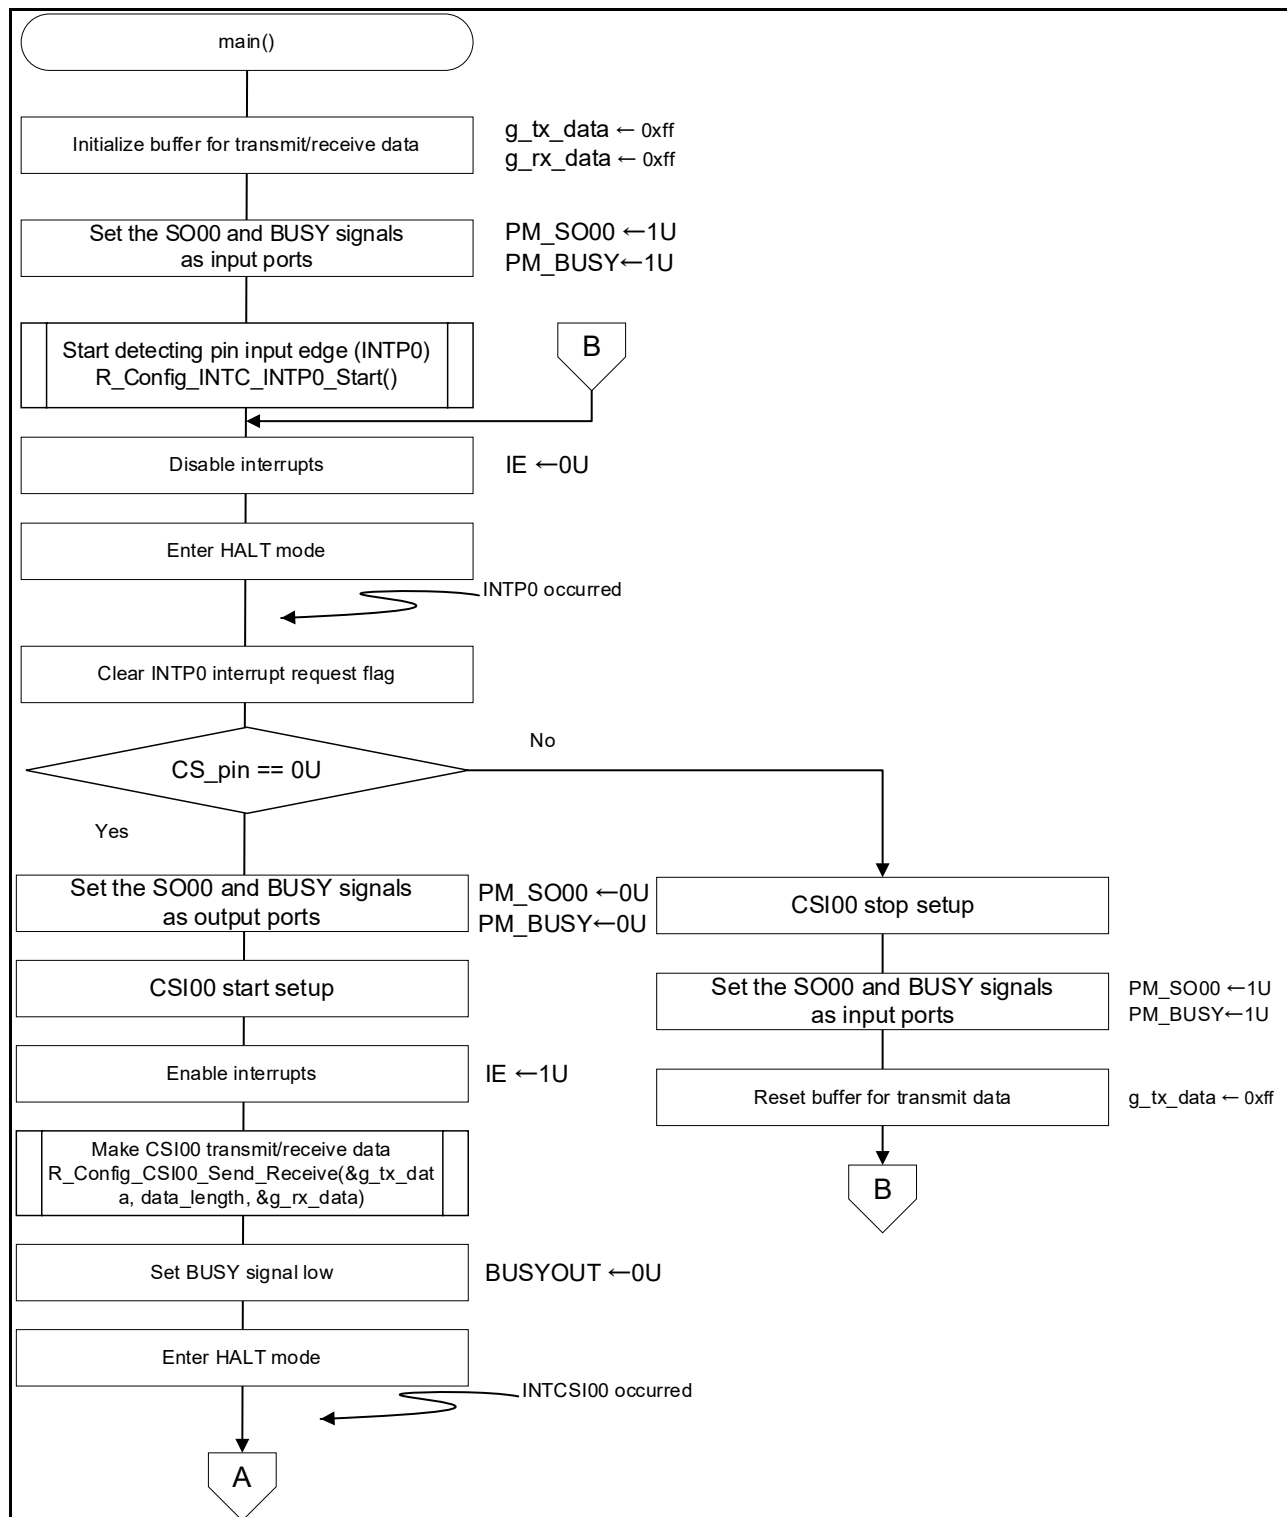 main()
Initialize buffer for transmit/receive data
g_tx_data ← 0xff
g_rx_data ← 0xff
Set the SO00 and BUSY signals
as input ports
PM_SO00 ←1U
PM_BUSY←1U
Start detecting pin input edge (INTP0)
R_Config_INTC_INTP0_Start()
B
Disable interrupts
IE ←0U
Enter HALT mode
INTP0 occurred
Clear INTP0 interrupt request flag
CS_pin == 0U
No
Yes
Set the SO00 and BUSY signals
as output ports
PM_SO00 ←0U
PM_BUSY←0U
CSI00 stop setup
CSI00 start setup
Set the SO00 and BUSY signals
as input ports
PM_SO00 ←1U
PM_BUSY←1U
Enable interrupts
IE ←1U
Reset buffer for transmit data
g_tx_data ← 0xff
Make CSI00 transmit/receive data
R_Config_CSI00_Send_Receive(&g_tx_dat
a, data_length, &g_rx_data)
B
Set BUSY signal low
BUSYOUT ←0U
Enter HALT mode
INTCSI00 occurred
A